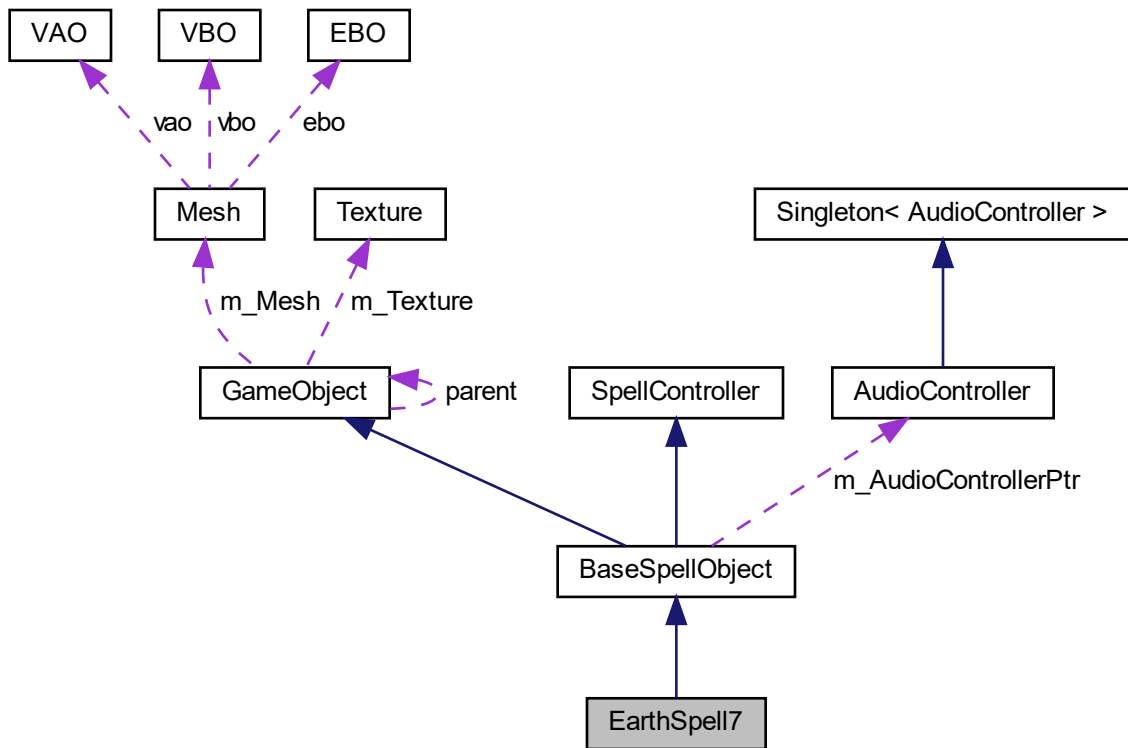 VAO
VBO
EBO
vao
vbo
ebo
Mesh
Texture
Singleton< AudioController >
m_Mesh
m_Texture
GameObject
parent
SpellController
AudioController
m_AudioControllerPtr
BaseSpellObject
EarthSpell7